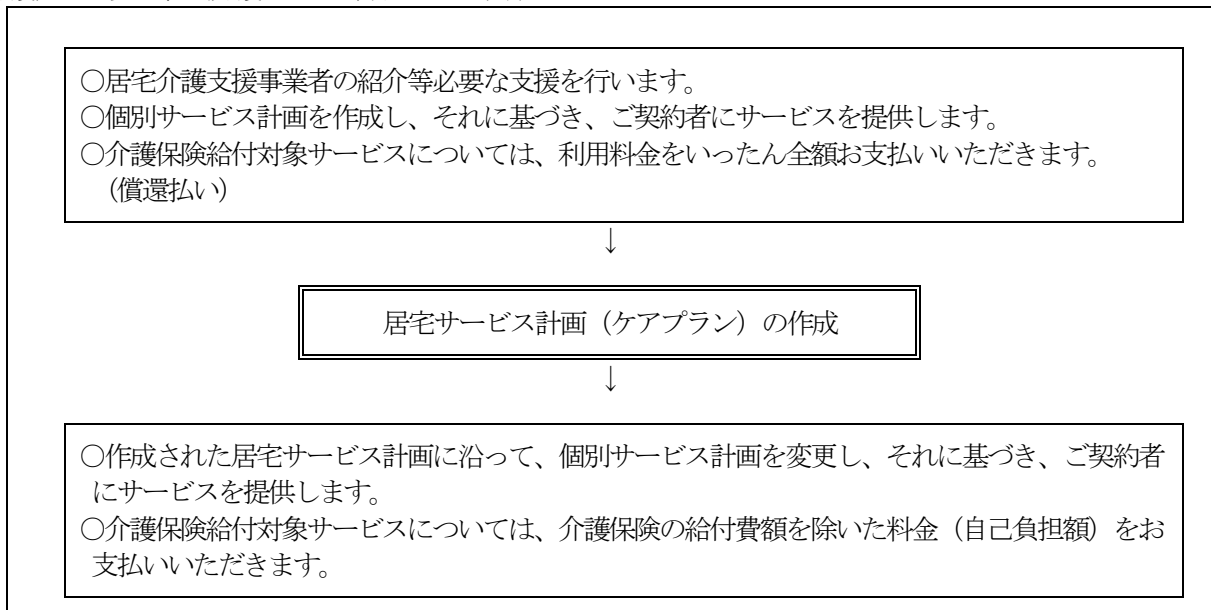 ○居宅介護支援事業者の紹介等必要な支援を行います。
○個別サービス計画を作成し、それに基づき、ご契約者にサービスを提供します。
○介護保険給付対象サービスについては、利用料金をいったん全額お支払いいただきます。
（償還払い）
↓
居宅サービス計画（ケアプラン）の作成
↓
○作成された居宅サービス計画に沿って、個別サービス計画を変更し、それに基づき、ご契約者
にサービスを提供します。
○介護保険給付対象サービスについては、介護保険の給付費額を除いた料金（自己負担額）をお
支払いいただきます。